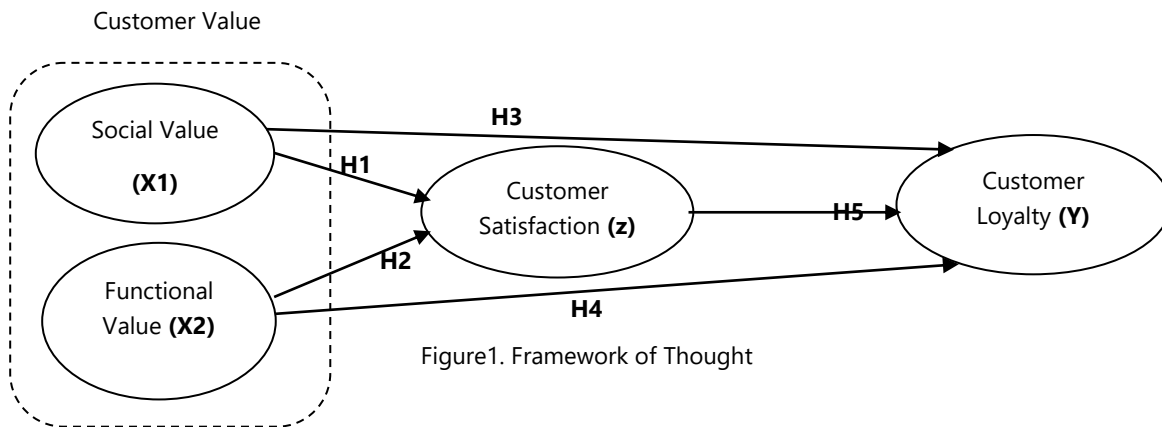 Customer Value
Social Value
(X1)
H3
H1
Customer
Satisfaction (z)
Customer
Loyalty (Y)
H5
H2
Functional
Value (X2)
H4
Figure1. Framework of Thought